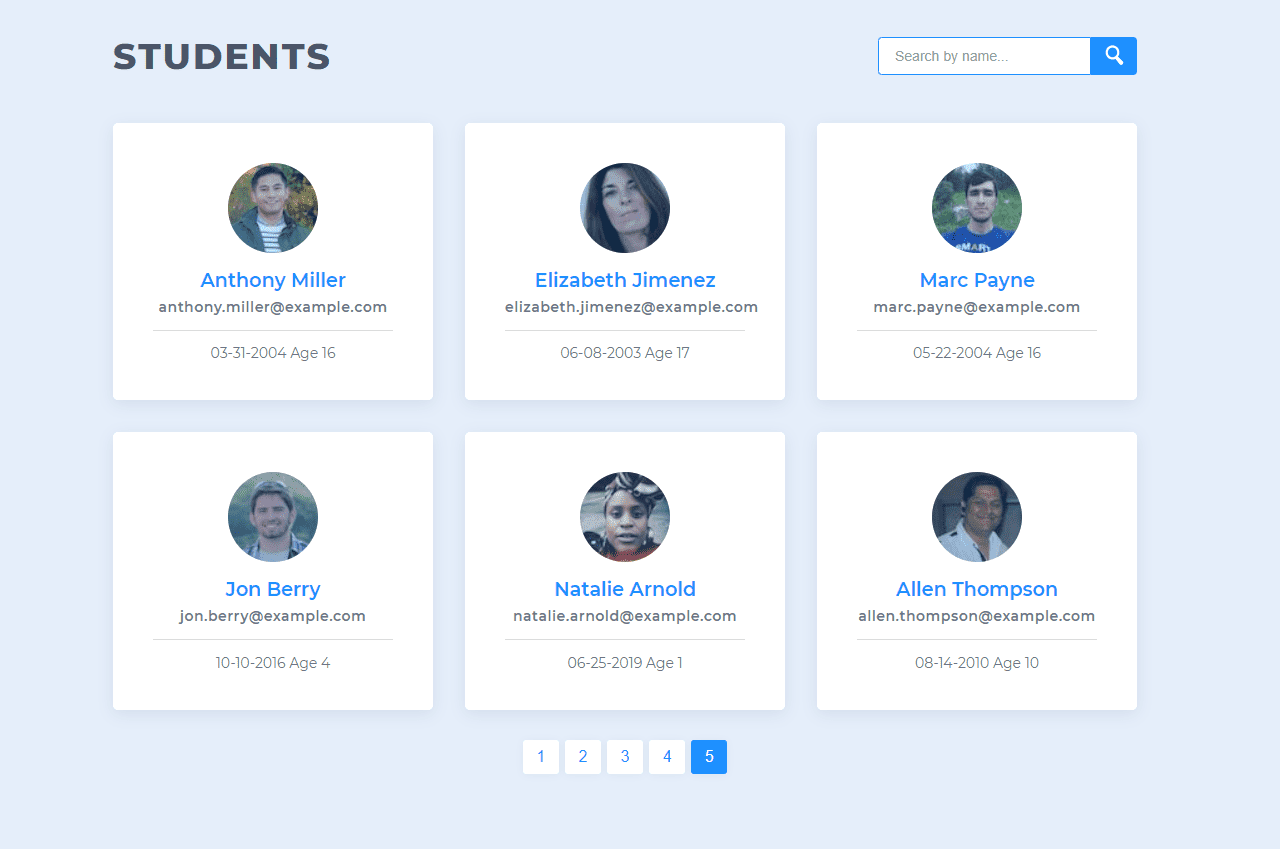 STUDENTS
Search by name...
Anthony Miller
anthony.miller@example.com
03-31-2004 Age 16
Elizabeth Jimenez
elizabeth.jimenez@example.com
06-08-2003 Age 17
Marc Payne
marc.payne@example.com
05-22-2004 Age 16
Jon Berry
jon.berry@example.com
10-10-2016 Age 4
Natalie Arnold
natalie.arnold@example.com
06-25-2019 Age 1
Allen Thompson
allen.thompson@example.com
08-14-2010 Age 10
1 2 3 4 5